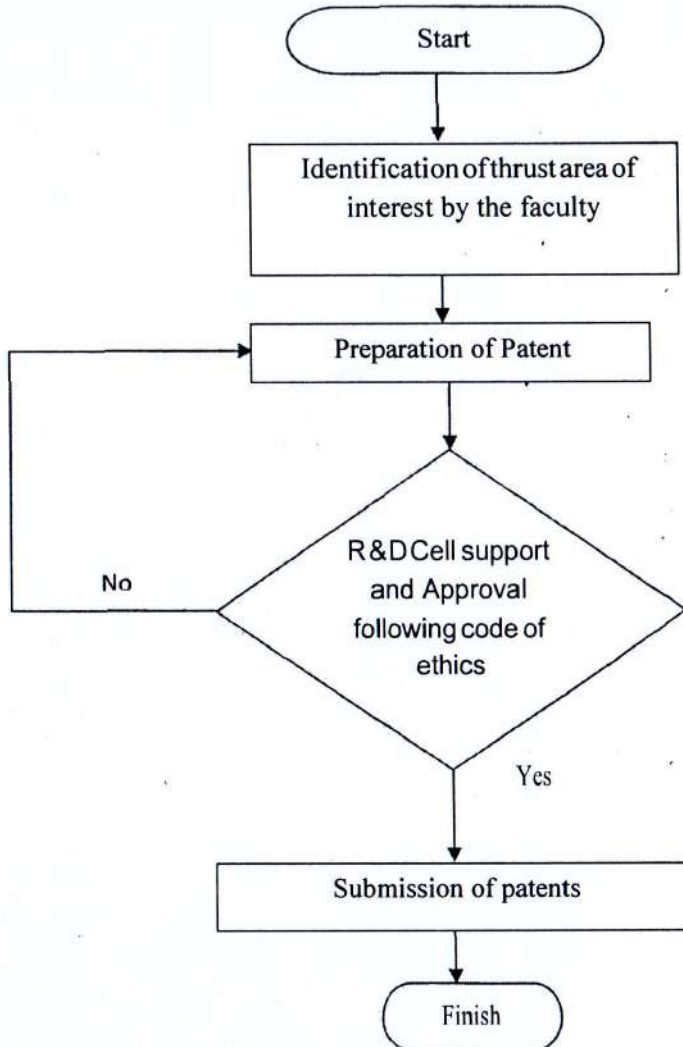 Start
Identification of thrust area of
interest by the faculty
Preparation of Patent
R & D Cell support
and Approval
following code of
ethics
No
Yes
Submission of patents
Finish